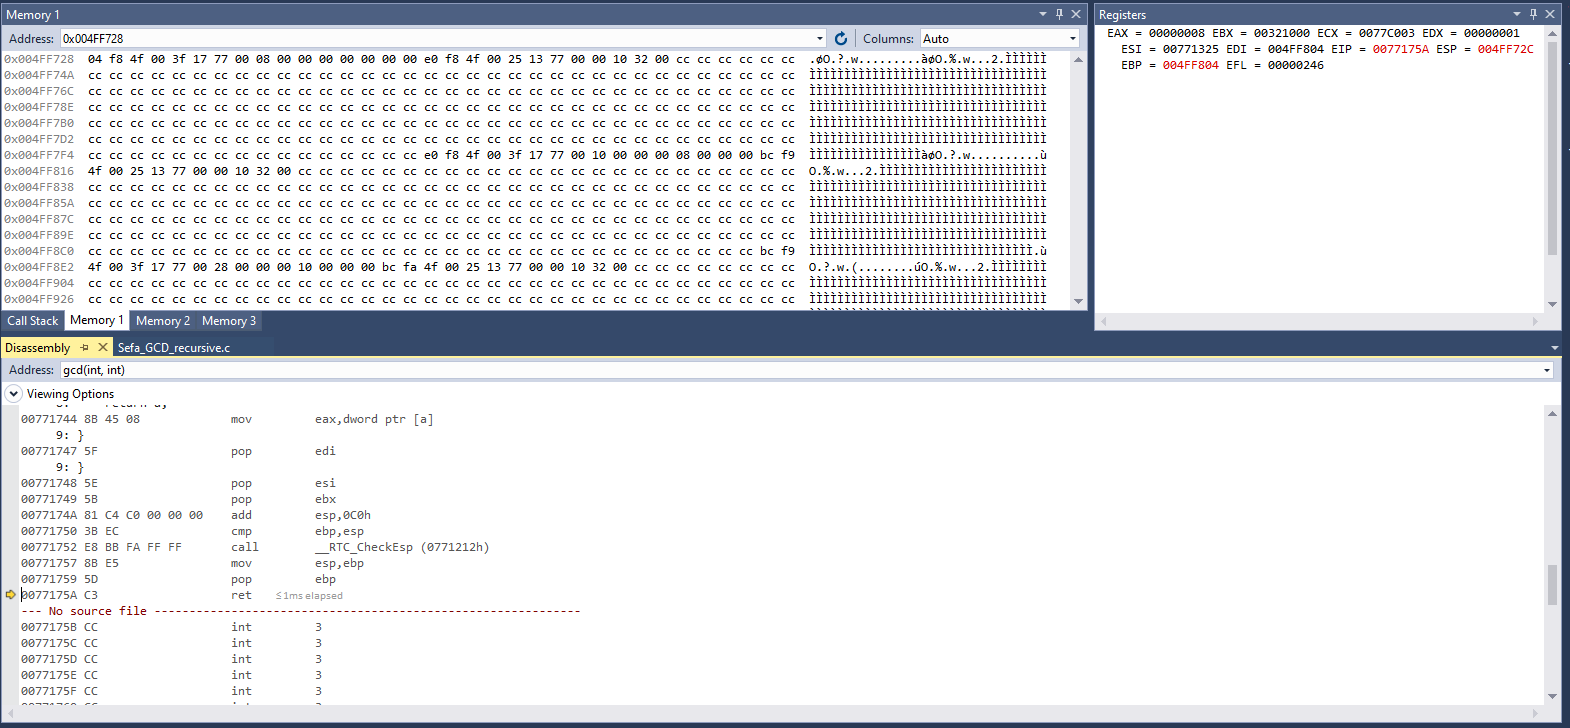 Memory 1
Address: 0x004FF728 Columns: Auto
0x004FF728 04 f8 4f 00 3f 17 77 00 08 00 00 00 00 00 00 00 e0 f8 4f 00 25 13 77 00 00 10 32 00 cc cc cc cc cc cc .øO.?.w.........àøO.%.w...2.ÌÌÌÌÌÌ
0x004FF74A cc cc cc cc cc cc cc cc cc cc cc cc cc cc cc cc cc cc cc cc cc cc cc cc cc cc cc cc cc cc cc cc cc cc ÌÌÌÌÌÌÌÌÌÌÌÌÌÌÌÌÌÌÌÌÌÌÌÌÌÌÌÌÌÌÌÌÌÌ
0x004FF76C cc cc cc cc cc cc cc cc cc cc cc cc cc cc cc cc cc cc cc cc cc cc cc cc cc cc cc cc cc cc cc cc cc cc ÌÌÌÌÌÌÌÌÌÌÌÌÌÌÌÌÌÌÌÌÌÌÌÌÌÌÌÌÌÌÌÌÌÌ
0x004FF78E cc cc cc cc cc cc cc cc cc cc cc cc cc cc cc cc cc cc cc cc cc cc cc cc cc cc cc cc cc cc cc cc cc cc ÌÌÌÌÌÌÌÌÌÌÌÌÌÌÌÌÌÌÌÌÌÌÌÌÌÌÌÌÌÌÌÌÌÌ
0x004FF7B0 cc cc cc cc cc cc cc cc cc cc cc cc cc cc cc cc cc cc cc cc cc cc cc cc cc cc cc cc cc cc cc cc cc cc ÌÌÌÌÌÌÌÌÌÌÌÌÌÌÌÌÌÌÌÌÌÌÌÌÌÌÌÌÌÌÌÌÌÌ
0x004FF7D2 cc cc cc cc cc cc cc cc cc cc cc cc cc cc cc cc cc cc cc cc cc cc cc cc cc cc cc cc cc cc cc cc cc cc ÌÌÌÌÌÌÌÌÌÌÌÌÌÌÌÌÌÌÌÌÌÌÌÌÌÌÌÌÌÌÌÌÌÌ
0x004FF7F4 cc cc cc cc cc cc cc cc cc cc cc cc cc cc cc cc e0 f8 4f 00 3f 17 77 00 10 00 00 00 08 00 00 00 bc f9 ÌÌÌÌÌÌÌÌÌÌÌÌÌÌÌÌàøO.?.w..........ù
0x004FF816 4f 00 25 13 77 00 00 10 32 00 cc cc cc cc cc cc cc cc cc cc cc cc cc cc cc cc cc cc cc cc cc cc cc cc O.%.w...2.ÌÌÌÌÌÌÌÌÌÌÌÌÌÌÌÌÌÌÌÌÌÌÌÌ
0x004FF838 cc cc cc cc cc cc cc cc cc cc cc cc cc cc cc cc cc cc cc cc cc cc cc cc cc cc cc cc cc cc cc cc cc cc ÌÌÌÌÌÌÌÌÌÌÌÌÌÌÌÌÌÌÌÌÌÌÌÌÌÌÌÌÌÌÌÌÌÌ
0x004FF85A cc cc cc cc cc cc cc cc cc cc cc cc cc cc cc cc cc cc cc cc cc cc cc cc cc cc cc cc cc cc cc cc cc cc ÌÌÌÌÌÌÌÌÌÌÌÌÌÌÌÌÌÌÌÌÌÌÌÌÌÌÌÌÌÌÌÌÌÌ
0x004FF87C cc cc cc cc cc cc cc cc cc cc cc cc cc cc cc cc cc cc cc cc cc cc cc cc cc cc cc cc cc cc cc cc cc cc ÌÌÌÌÌÌÌÌÌÌÌÌÌÌÌÌÌÌÌÌÌÌÌÌÌÌÌÌÌÌÌÌÌÌ
0x004FF89E cc cc cc cc cc cc cc cc cc cc cc cc cc cc cc cc cc cc cc cc cc cc cc cc cc cc cc cc cc cc cc cc cc cc ÌÌÌÌÌÌÌÌÌÌÌÌÌÌÌÌÌÌÌÌÌÌÌÌÌÌÌÌÌÌÌÌÌÌ
0x004FF8C0 cc cc cc cc cc cc cc cc cc cc cc cc cc cc cc cc cc cc cc cc cc cc cc cc cc cc cc cc cc cc cc cc bc f9 ÌÌÌÌÌÌÌÌÌÌÌÌÌÌÌÌÌÌÌÌÌÌÌÌÌÌÌÌÌÌÌÌ.ù
0x004FF8E2 4f 00 3f 17 77 00 28 00 00 00 10 00 00 00 bc fa 4f 00 25 13 77 00 00 10 32 00 cc cc cc cc cc cc cc cc O.?.w.(........úO.%.w...2.ÌÌÌÌÌÌÌÌ
0x004FF904 cc cc cc cc cc cc cc cc cc cc cc cc cc cc cc cc cc cc cc cc cc cc cc cc cc cc cc cc cc cc cc cc cc cc ÌÌÌÌÌÌÌÌÌÌÌÌÌÌÌÌÌÌÌÌÌÌÌÌÌÌÌÌÌÌÌÌÌÌ
0x004FF926 cc cc cc cc cc cc cc cc cc cc cc cc cc cc cc cc cc cc cc cc cc cc cc cc cc cc cc cc cc cc cc cc cc cc ÌÌÌÌÌÌÌÌÌÌÌÌÌÌÌÌÌÌÌÌÌÌÌÌÌÌÌÌÌÌÌÌÌÌ
Call Stack Memory 1 Memory 2 Memory 3
Registers
EAX = 00000008 EBX = 00321000 ECX = 0077C003 EDX = 00000001
ESI = 00771325 EDI = 004FF804 EIP = 0077175A ESP = 004FF72C
EBP = 004FF804 EFL = 00000246
Disassembly Sefa_GCD_recursive.c
Address: gcd(int, int)
Viewing Options
00771744 8B 45 08 mov eax,dword ptr [a]
9: }
00771747 5F pop edi
9: }
00771748 5E pop esi
00771749 5B pop ebx
0077174A 81 C4 C0 00 00 00 add esp,0C0h
00771750 3B EC cmp ebp,esp
00771752 E8 BB FA FF FF call __RTC_CheckEsp (0771212h)
00771757 8B E5 mov esp,ebp
00771759 5D pop ebp
0077175A C3 ret ≤1ms elapsed
--- No source file -------------------------------------------------------------
0077175B CC int 3
0077175C CC int 3
0077175D CC int 3
0077175E CC int 3
0077175F CC int 3